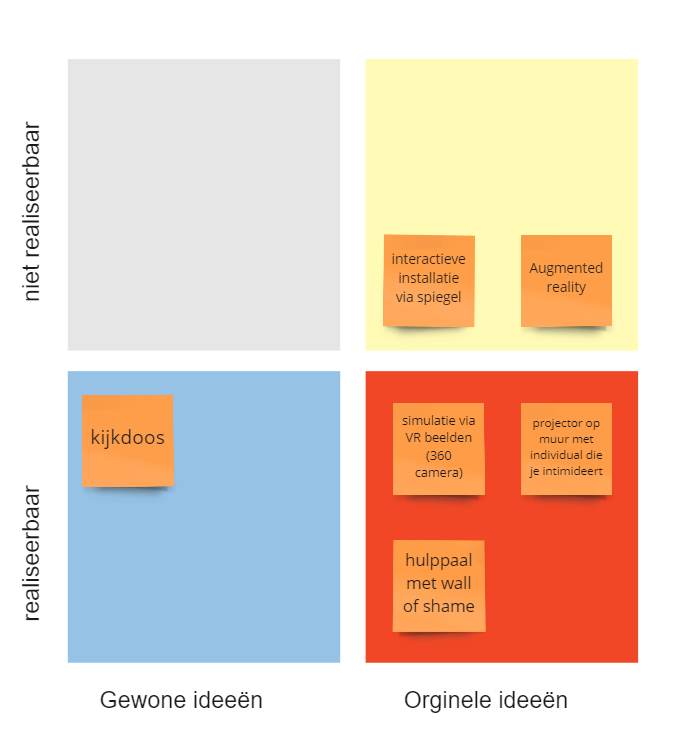 niet realiseerbaar
interactieve
installatie
via spiegel
Augmented
reality
realiseerbaar
kijkdoos
simulatie via
VR beelden
(360
camera)
projector op
muur met
individual die
je intimideert
hulppaal
met wall
of shame
Gewone ideeën
Orginele ideeën